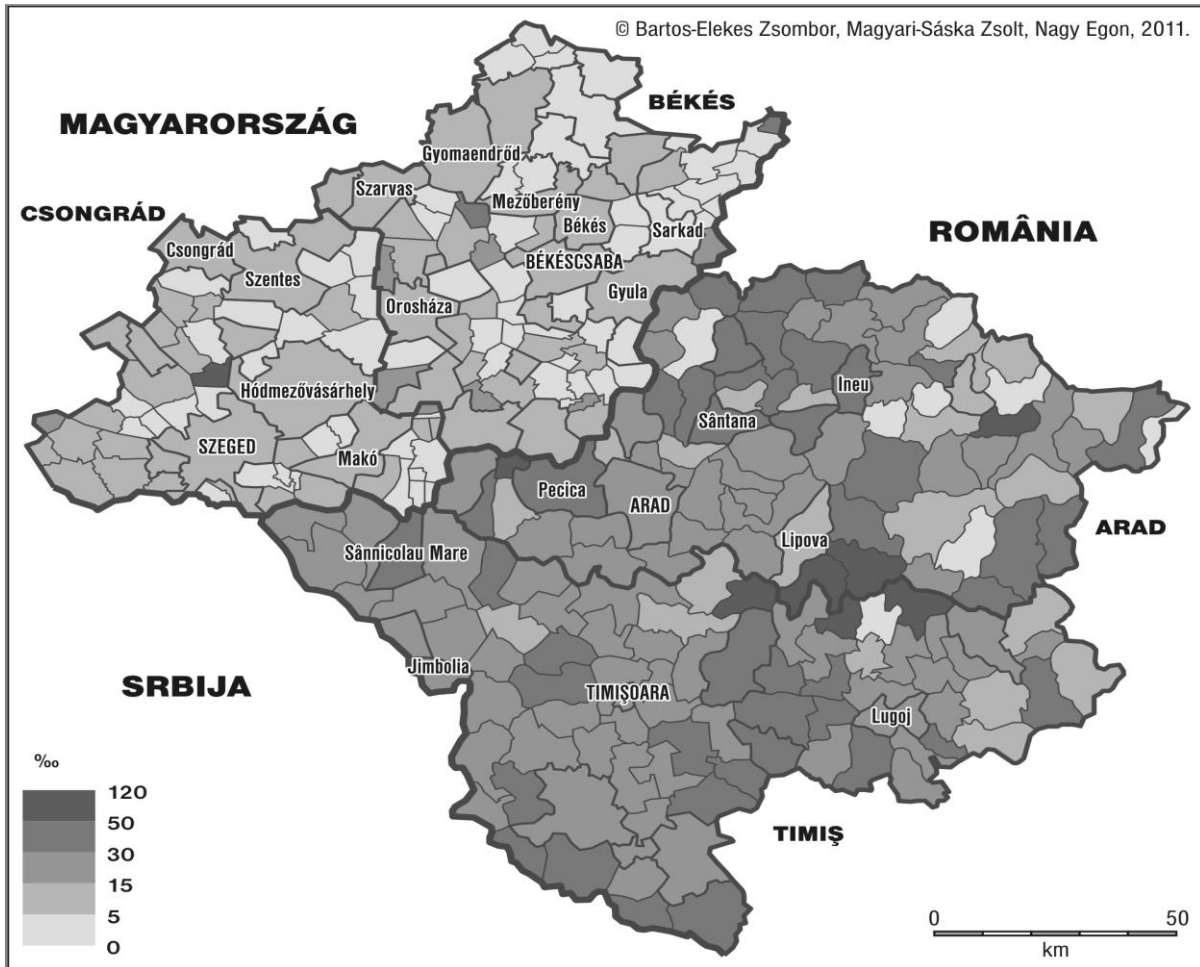 © Bartos-Elekes Zsombor, Magyari-Sáska Zsolt, Nagy Egon, 2011.
BÉKÉS
MAGYARORSZÁG
Gyomaendrőd
Szarvas
Mezőberény
CSONGRÁD
Békés
Sarkad
ROMÂNIA
Csongrád
BÉKÉSCSABA
Szentes
Gyula
Orosháza
Ineu
Hódmezővásárhely
Sântana
SZEGED
Makó
Pecica
ARAD
ARAD
Lipova
Sânnicolau Mare
Jimbolia
SRBIJA
TIMIŞOARA
Lugoj
‰
120
50
30
15
5
0
TIMIŞ
0 50
km